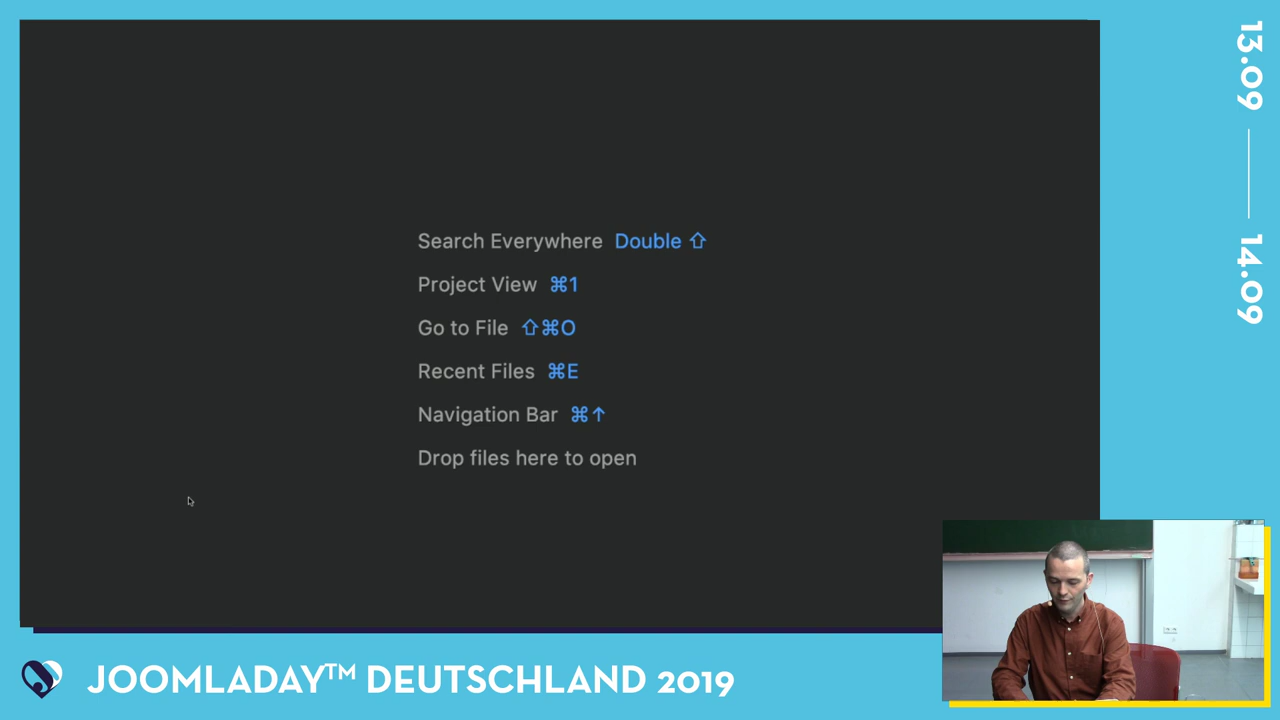 Search Everywhere Double ⇧
Project View ⌘1
Go to File ⇧⌘O
Recent Files ⌘E
Navigation Bar ⌘↑
Drop files here to open
13.09
14.09
JOOMLADAY™ DEUTSCHLAND 2019